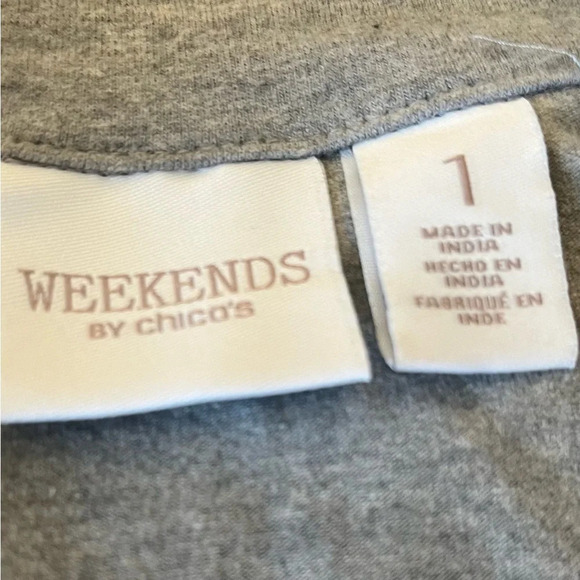 WEEKENDS
BY chico's
1
MADE IN
INDIA
HECHO EN
INDIA
FABRIQUÉ EN
INDE